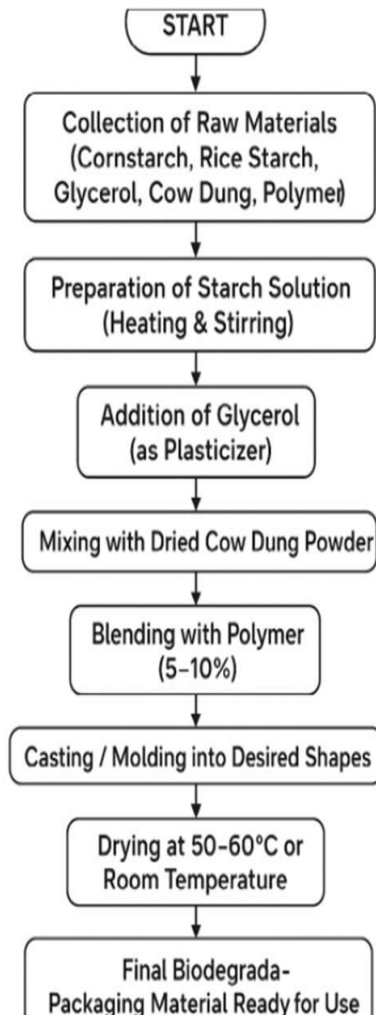 START
Collection of Raw Materials
(Cornstarch, Rice Starch,
Glycerol, Cow Dung, Polymer)
Preparation of Starch Solution
(Heating & Stirring)
Addition of Glycerol
(as Plasticizer)
Mixing with Dried Cow Dung Powder
Blending with Polymer
(5–10%)
Casting / Molding into Desired Shapes
Drying at 50–60°C or
Room Temperature
Final Biodegrada-
Packaging Material Ready for Use